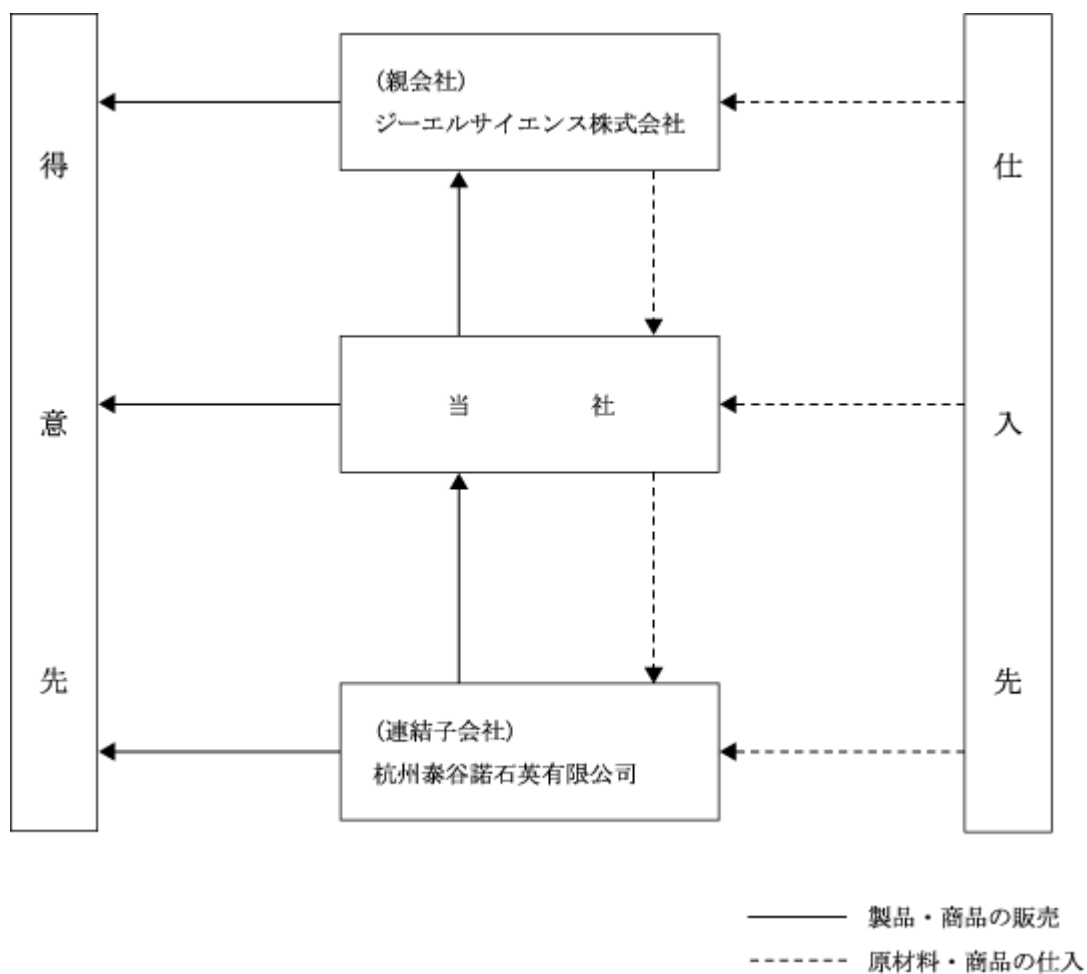 得意先
(親会社)
ジーエルサイエンス株式会社
当社
(連結子会社)
杭州泰谷諾石英有限公司
仕入先
製品・商品の販売
原材料・商品の仕入